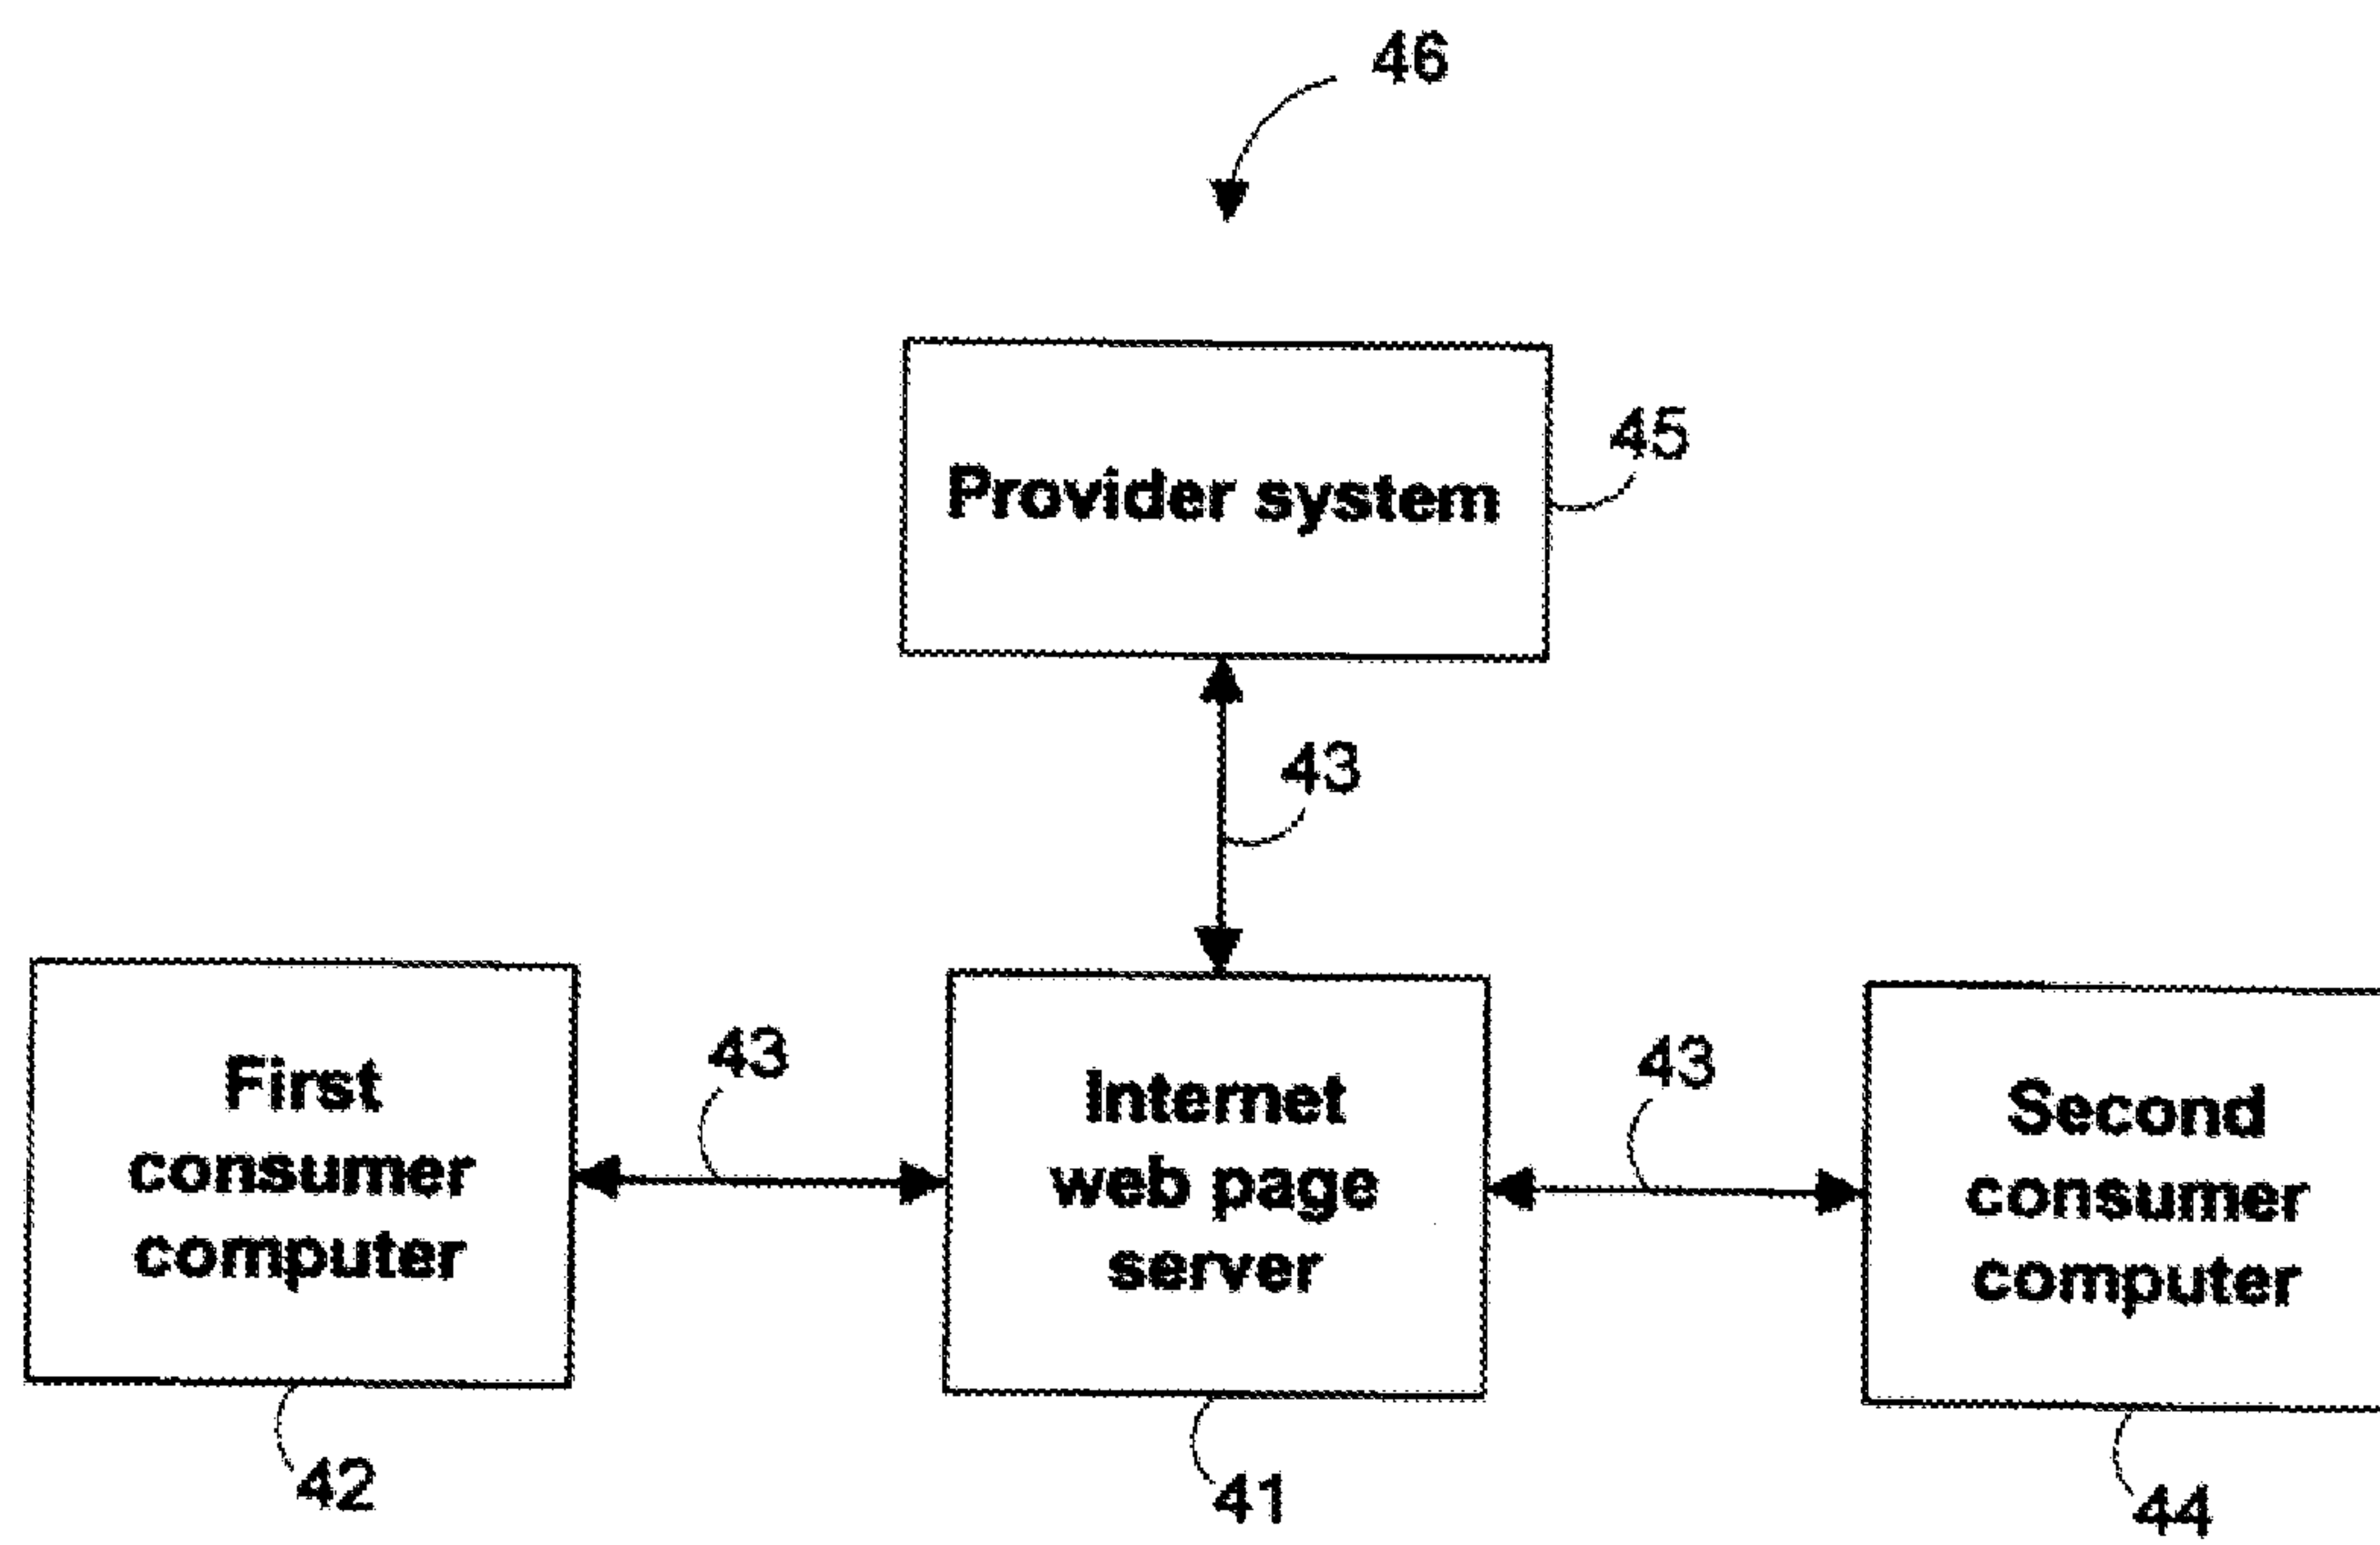 46
Provider system
45
43
First
consumer
computer
43
Internet
web page
server
43
Second
consumer
computer
42
41
44